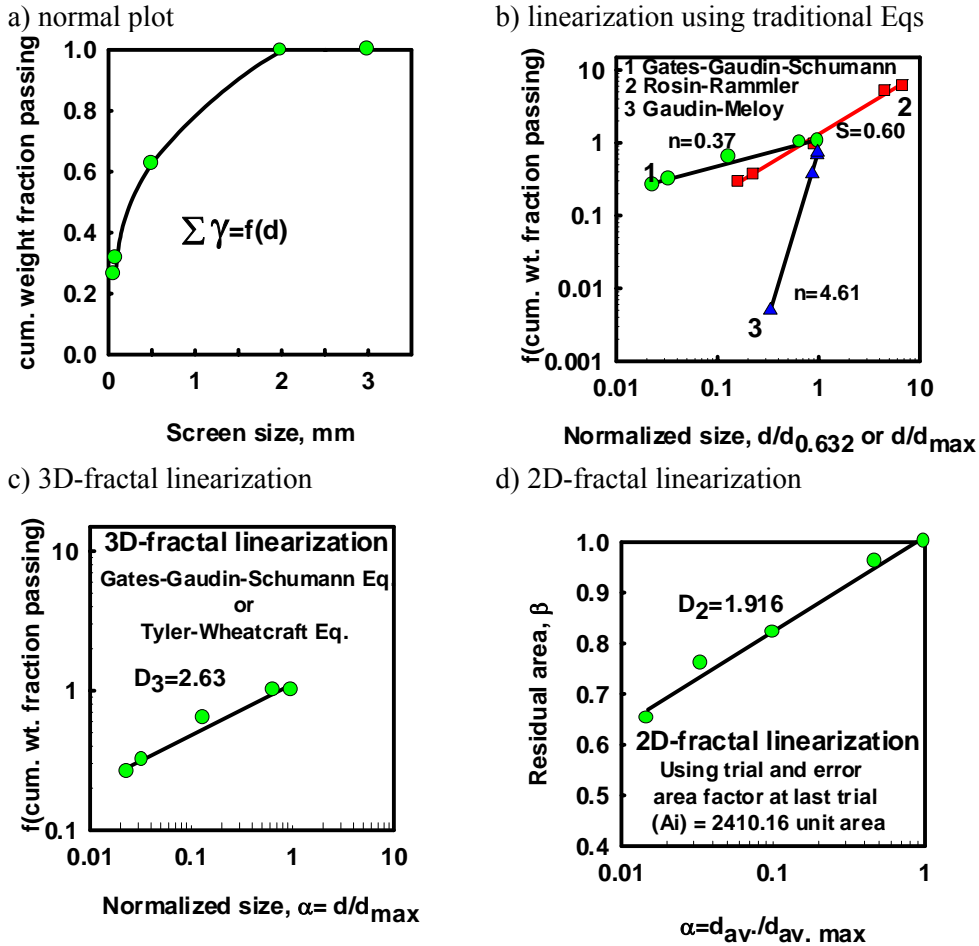 a) normal plot
cum. weight fraction passing
1.0
0.8
0.6
0.4
0.2
0.0
∑ γ=f(d)
0 1 2 3
Screen size, mm
b) linearization using traditional Eqs
f(cum. wt. fraction passing)
10
1
0.1
0.01
0.001
1 Gates-Gaudin-Schumann
2 Rosin-Rammler
3 Gaudin-Meloy
2
n=0.37
S=0.60
1
n=4.61
3
0.01 0.1 1 10
Normalized size, d/d0.632 or d/dmax
c) 3D-fractal linearization
f(cum. wt. fraction passing)
10
1
0.1
3D-fractal linearization
Gates-Gaudin-Schumann Eq.
or
Tyler-Wheatcraft Eq.
D3=2.63
0.01 0.1 1 10
Normalized size, α= d/dmax
d) 2D-fractal linearization
Residual area, β
1.0
0.9
0.8
0.7
0.6
0.5
0.4
D2=1.916
2D-fractal linearization
Using trial and error
area factor at last trial
(Ai) = 2410.16 unit area
0.01 0.1 1
α=dav./dav, max